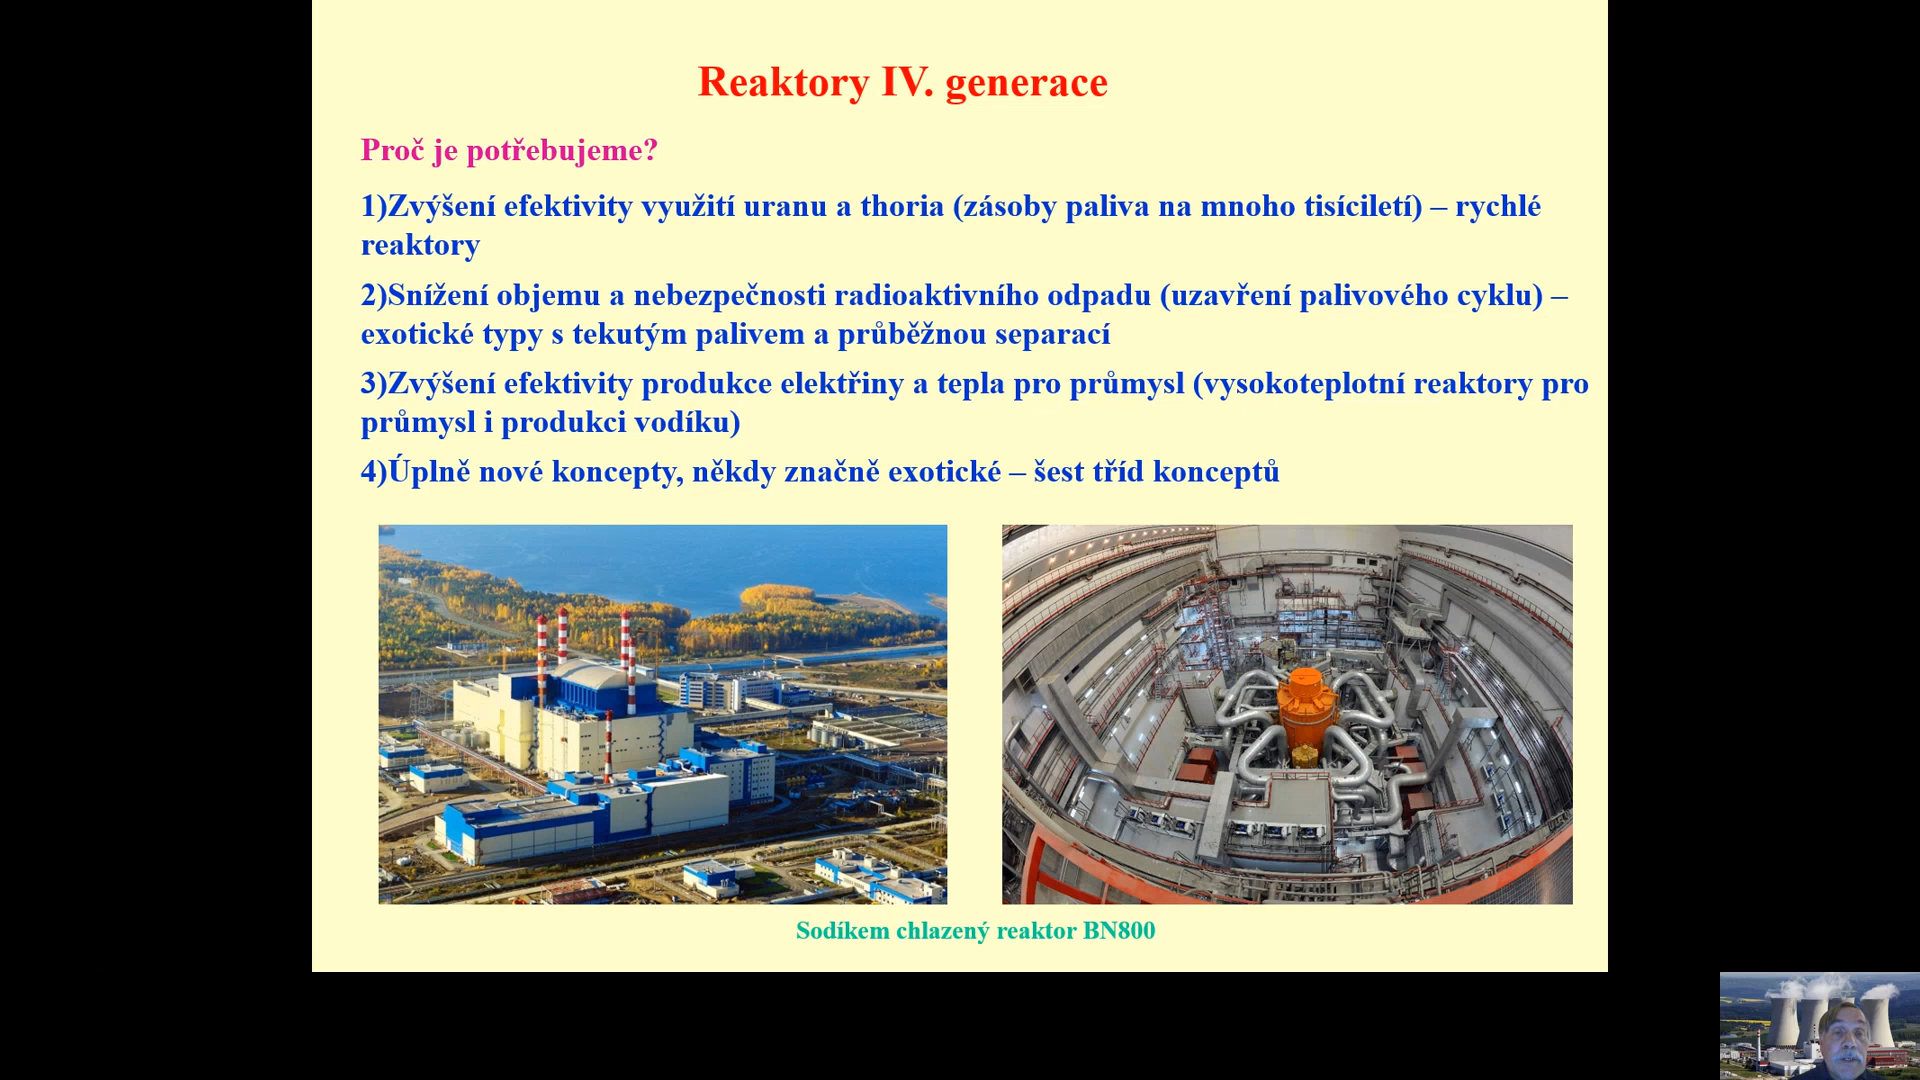 Reaktory IV. generace
Proč je potřebujeme?
1)Zvýšení efektivity využití uranu a thoria (zásoby paliva na mnoho tisíciletí) – rychlé
reaktory
2)Snížení objemu a nebezpečnosti radioaktivního odpadu (uzavření palivového cyklu) –
exotické typy s tekutým palivem a průběžnou separací
3)Zvýšení efektivity produkce elektřiny a tepla pro průmysl (vysokoteplotní reaktory pro
průmysl i produkci vodíku)
4)Úplně nové koncepty, někdy značně exotické – šest tříd konceptů
Sodíkem chlazený reaktor BN800